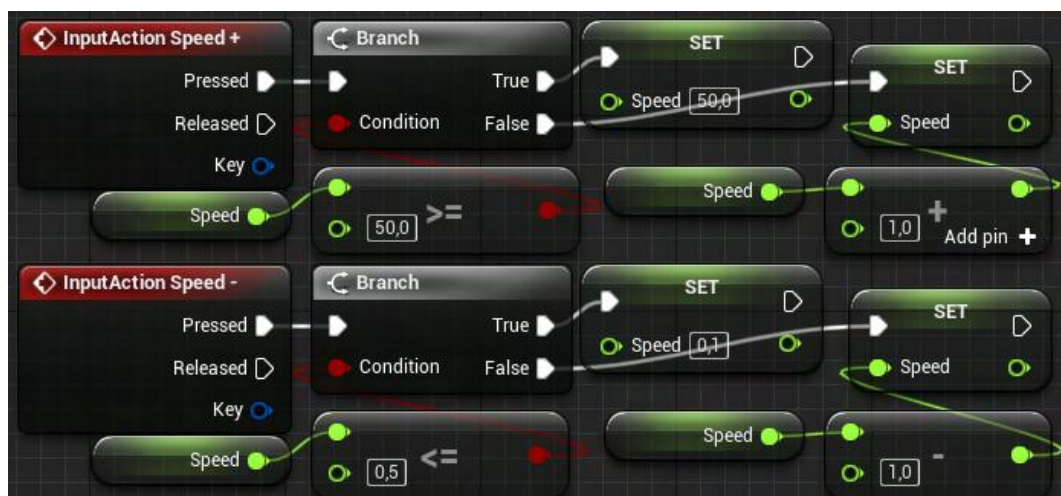 InputAction Speed +
Branch
SET
SET
Pressed
True
Speed 50,0
Speed
Released
Condition
False
Key
Speed
50,0 >=
Speed
1,0 +
Add pin +
InputAction Speed -
Branch
SET
SET
Pressed
True
Speed 0,1
Speed
Released
Condition
False
Key
Speed
0,5 <=
Speed
1,0 -